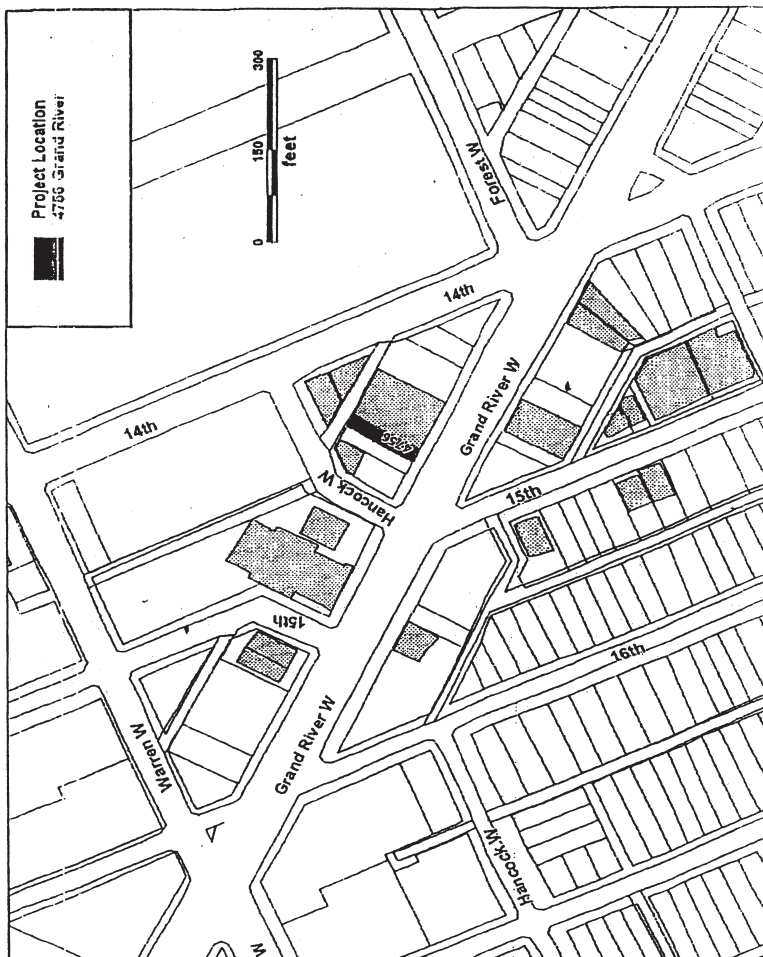 Project Location
4756 Grand River
0 150 300
feet
Forest W
14th
14th
Grand River W
4756
Hancock W
15th
15th
16th
Warren W
Grand River W
Hancock W
W